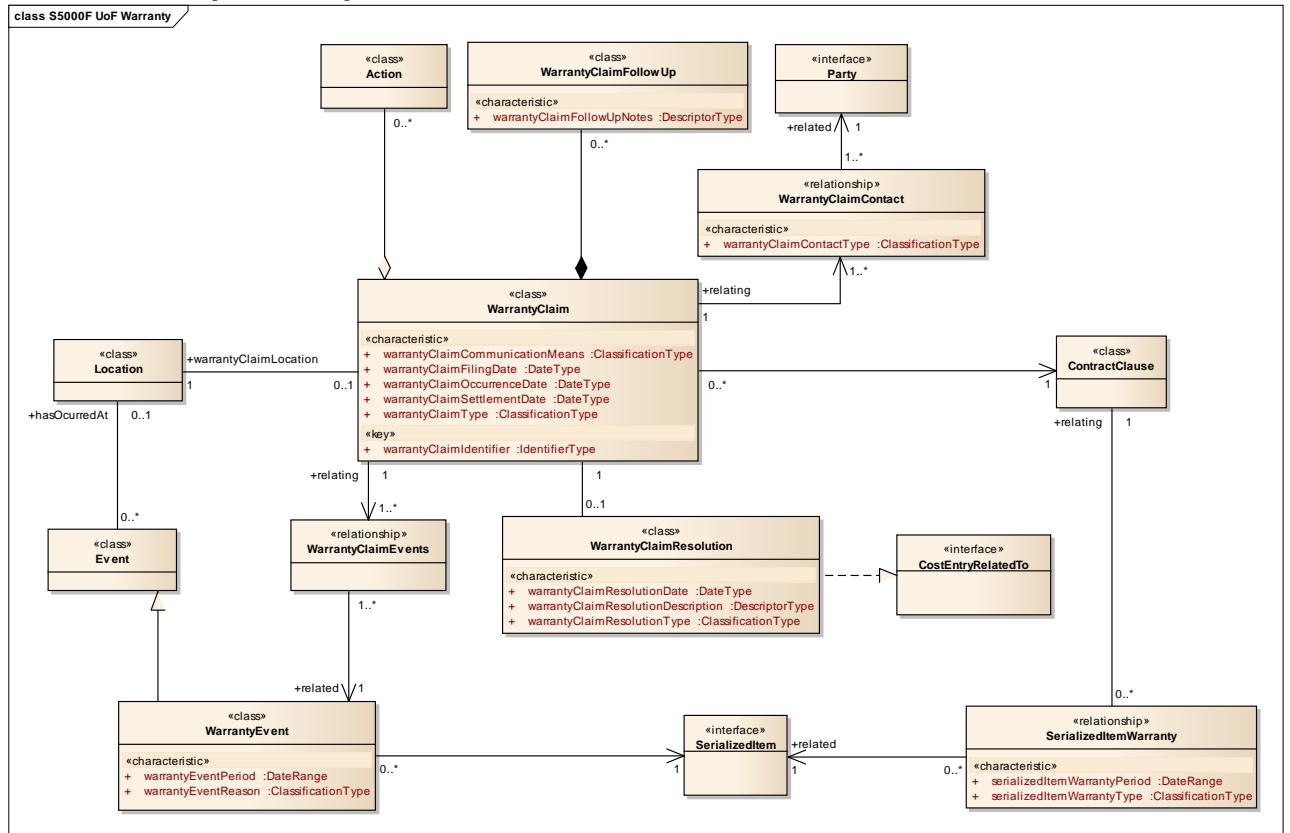 class S5000F UoF Warranty
«class»
Action
0..*
«class»
WarrantyClaimFollowUp
«characteristic»
+ warrantyClaimFollowUpNotes :DescriptorType
0..*
«interface»
Party
+related 1
1..*
«relationship»
WarrantyClaimContact
«characteristic»
+ warrantyClaimContactType :ClassificationType
1..*
+relating
1
«class»
WarrantyClaim
«characteristic»
+ warrantyClaimCommunicationMeans :ClassificationType
+ warrantyClaimFilingDate :DateType
+ warrantyClaimOccurrenceDate :DateType
+ warrantyClaimSettlementDate :DateType
+ warrantyClaimType :ClassificationType
«key»
+ warrantyClaimIdentifier :IdentifierType
«class»
Location
+warrantyClaimLocation
1
0..1
+hasOcurredAt 0..1
0..*
1
«class»
ContractClause
+relating 1
+relating 1
1..*
1
0..1
0..*
«class»
Event
«relationship»
WarrantyClaimEvents
1..*
«class»
WarrantyClaimResolution
«characteristic»
+ warrantyClaimResolutionDate :DateType
+ warrantyClaimResolutionDescription :DescriptorType
+ warrantyClaimResolutionType :ClassificationType
«interface»
CostEntryRelatedTo
+related 1
0..*
«class»
WarrantyEvent
«characteristic»
+ warrantyEventPeriod :DateRange
+ warrantyEventReason :ClassificationType
0..*
1
«interface»
SerializedItem
+related
1
0..*
«relationship»
SerializedItemWarranty
«characteristic»
+ serializedItemWarrantyPeriod :DateRange
+ serializedItemWarrantyType :ClassificationType